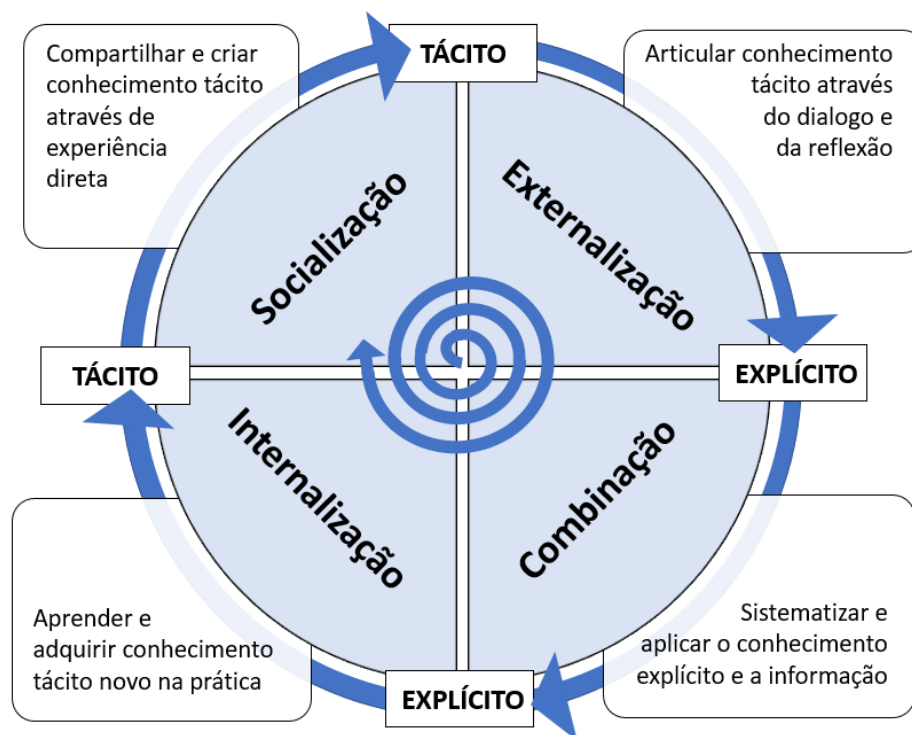 Compartilhar e criar
conhecimento tácito
através de
experiência
direta
TÁCITO
Articular conhecimento
tácito através
do dialogo e
da reflexão
Socialização
Externalização
TÁCITO
EXPLÍCITO
Internalização
Combinação
Aprender e
adquirir conhecimento
tácito novo na prática
EXPLÍCITO
Sistematizar e
aplicar o conhecimento
explícito e a informação